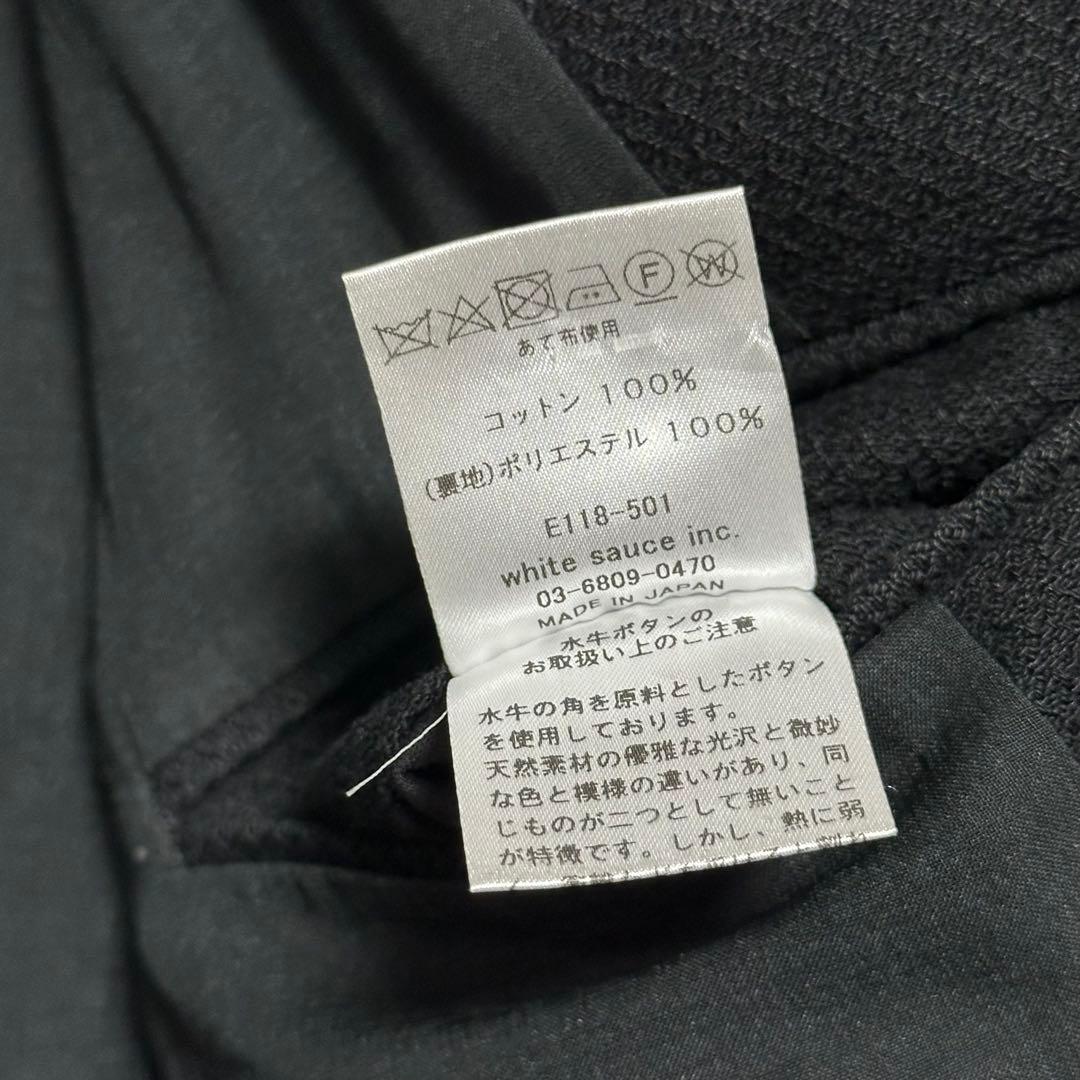 F W
あて布使用
コットン 100%
(裏地)ポリエステル 100%
E118-501
white sauce inc.
03-6809-0470
MADE IN JAPAN
水牛ボタンの
お取扱い上のご注意
水牛の角を原料としたボタン
を使用しております。
天然素材の優雅な光沢と微妙
な色と模様の違いがあり、同
じものが二つとして無いこと
が特徴です。しかし、熱に弱